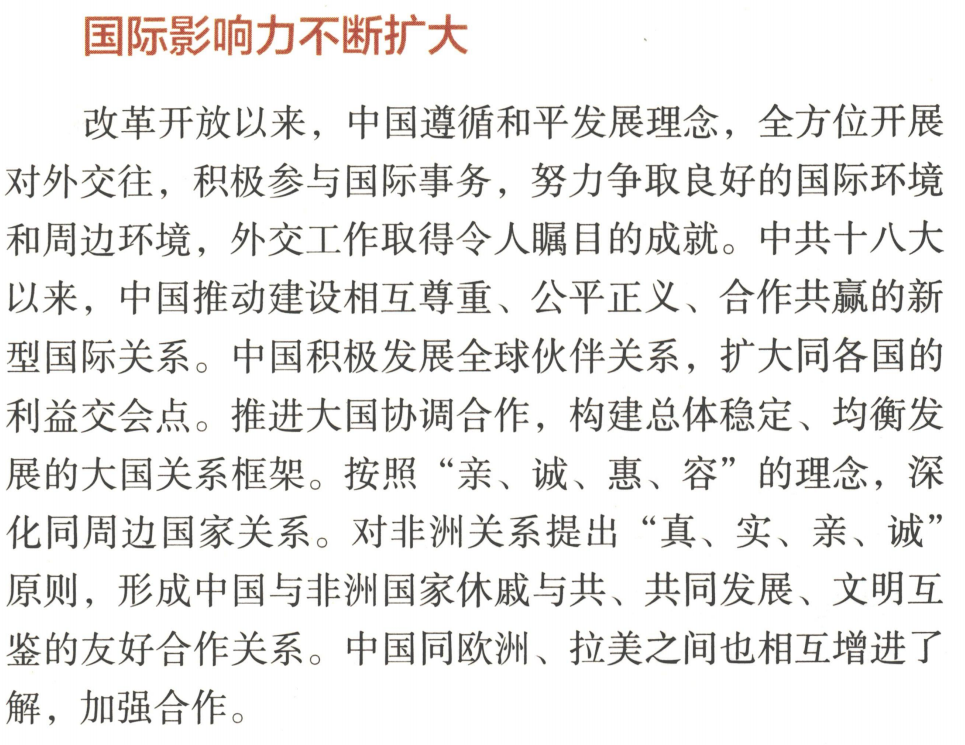 国际影响力不断扩大
改革开放以来，中国遵循和平发展理念，全方位开展
对外交往，积极参与国际事务，努力争取良好的国际环境
和周边环境，外交工作取得令人瞩目的成就。中共十八大
以来，中国推动建设相互尊重、公平正义、合作共赢的新
型国际关系。中国积极发展全球伙伴关系，扩大同各国的
利益交会点。推进大国协调合作，构建总体稳定、均衡发
展的大国关系框架。按照“亲、诚、惠、容”的理念，深
化同周边国家关系。对非洲关系提出“真、实、亲、诚”
原则，形成中国与非洲国家休戚与共、共同发展、文明互
鉴的友好合作关系。中国同欧洲、拉美之间也相互增进了
解，加强合作。